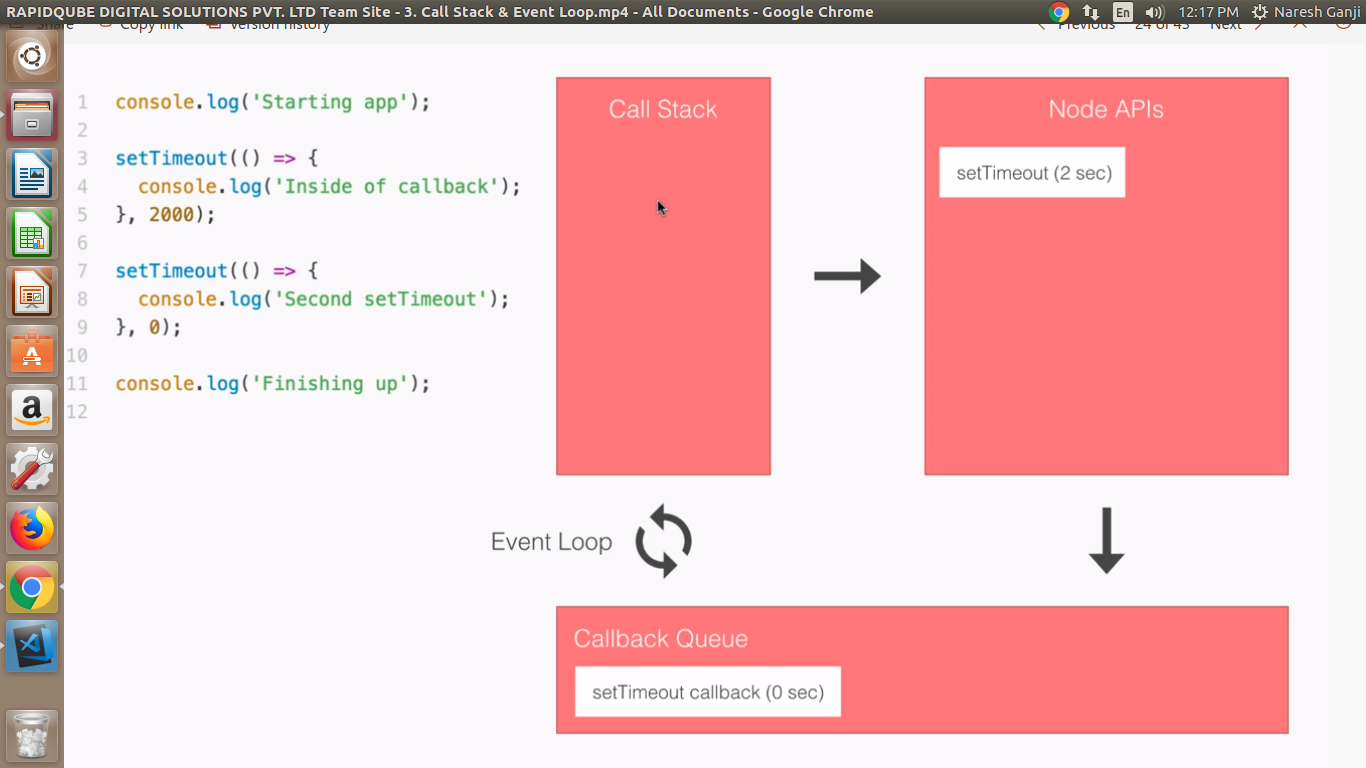 RAPIDQUBE DIGITAL SOLUTIONS PVT. LTD Team Site - 3. Call Stack & Event Loop.mp4 - All Documents - Google Chrome
En 12:17 PM Naresh Ganji
Share Copy link Version history Previous 24 of 43 Next
1 console.log('Starting app');
2
3 setTimeout(() => {
4 console.log('Inside of callback');
5 }, 2000);
6
7 setTimeout(() => {
8 console.log('Second setTimeout');
9 }, 0);
10
11 console.log('Finishing up');
12
Call Stack
Node APIs
setTimeout (2 sec)
Event Loop
Callback Queue
setTimeout callback (0 sec)